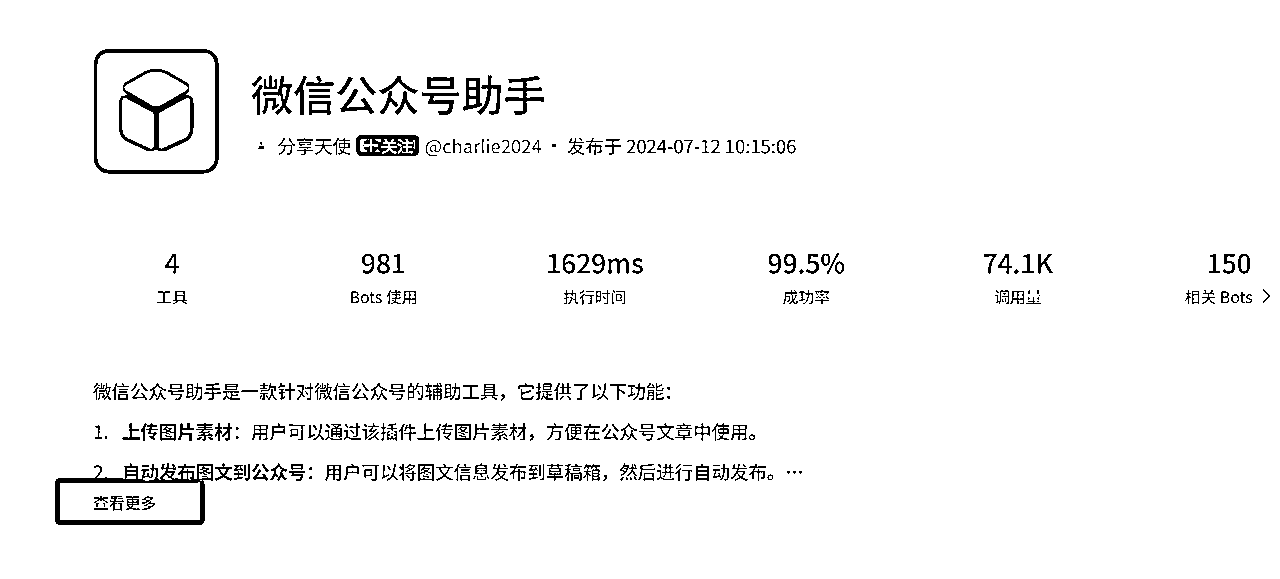 微信公众号助手
分享天使 +关注 @charlie2024 · 发布于 2024-07-12 10:15:06
4 981 1629ms 99.5% 74.1K 150
工具 Bots 使用 执行时间 成功率 调用量 相关 Bots >
微信公众号助手是一款针对微信公众号的辅助工具，它提供了以下功能：
1. 上传图片素材：用户可以通过该插件上传图片素材，方便在公众号文章中使用。
2. 自动发布图文到公众号：用户可以将图文信息发布到草稿箱，然后进行自动发布。…
查看更多